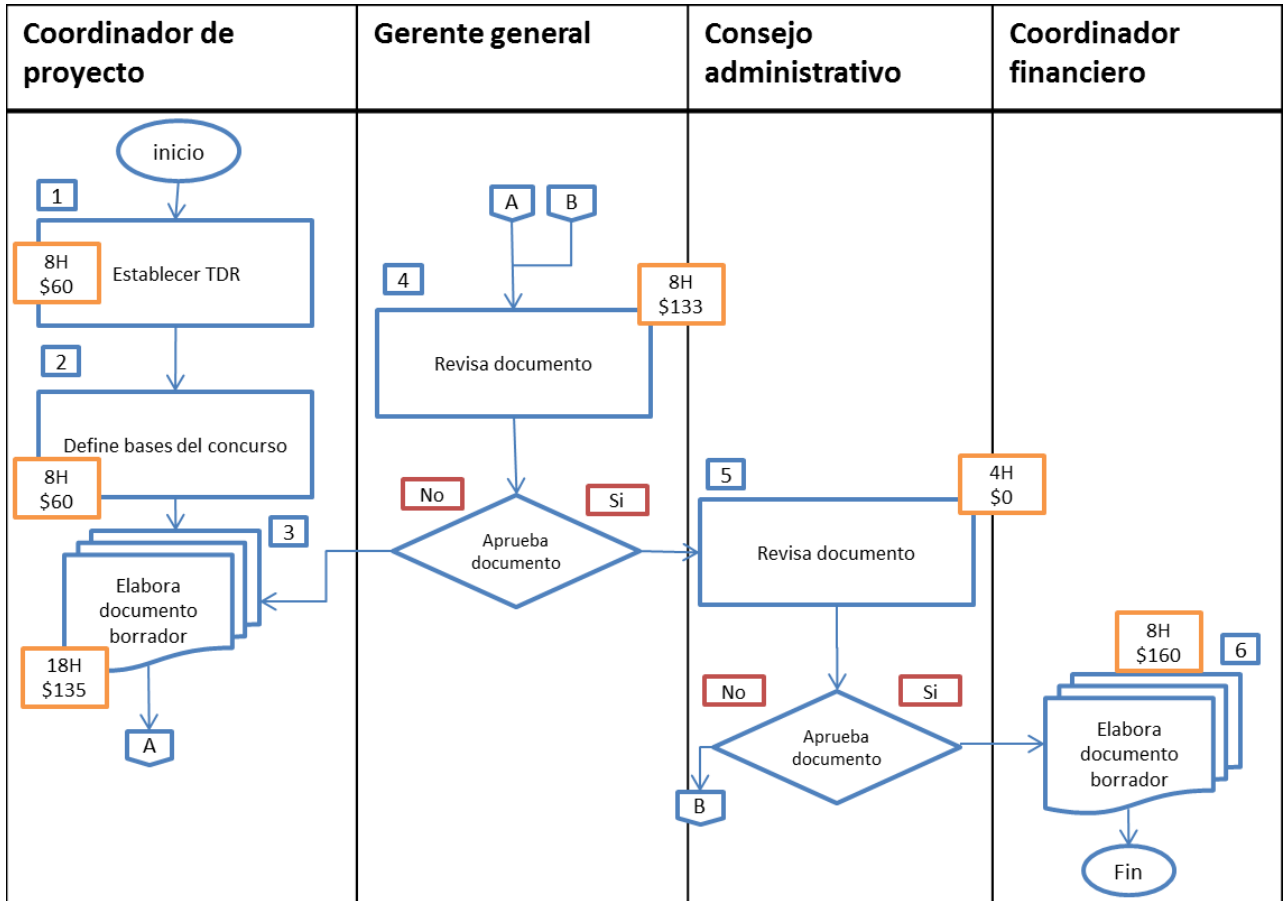 Coordinador de
proyecto
Gerente general
Consejo
administrativo
Coordinador
financiero
inicio
1
8H
$60
Establecer TDR
2
Define bases del concurso
8H
$60
3
Elabora
documento
borrador
18H
$135
A
A
B
4
8H
$133
Revisa documento
No
Si
Aprueba
documento
5
4H
$0
Revisa documento
No
Si
Aprueba
documento
B
8H
$160
6
Elabora
documento
borrador
Fin